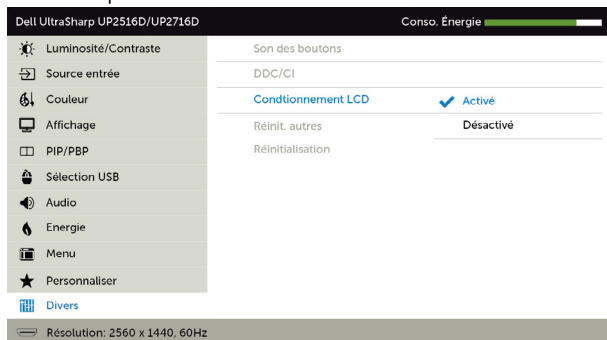 Dell UltraSharp UP2516D/UP2716D Conso. Énergie
Luminosité/Contraste Son des boutons
Source entrée DDC/CI
Couleur Condtionnement LCD Activé
Affichage Réinit. autres Désactivé
PIP/PBP Réinitialisation
Sélection USB
Audio
Energie
Menu
Personnaliser
Divers
Résolution: 2560 x 1440, 60Hz